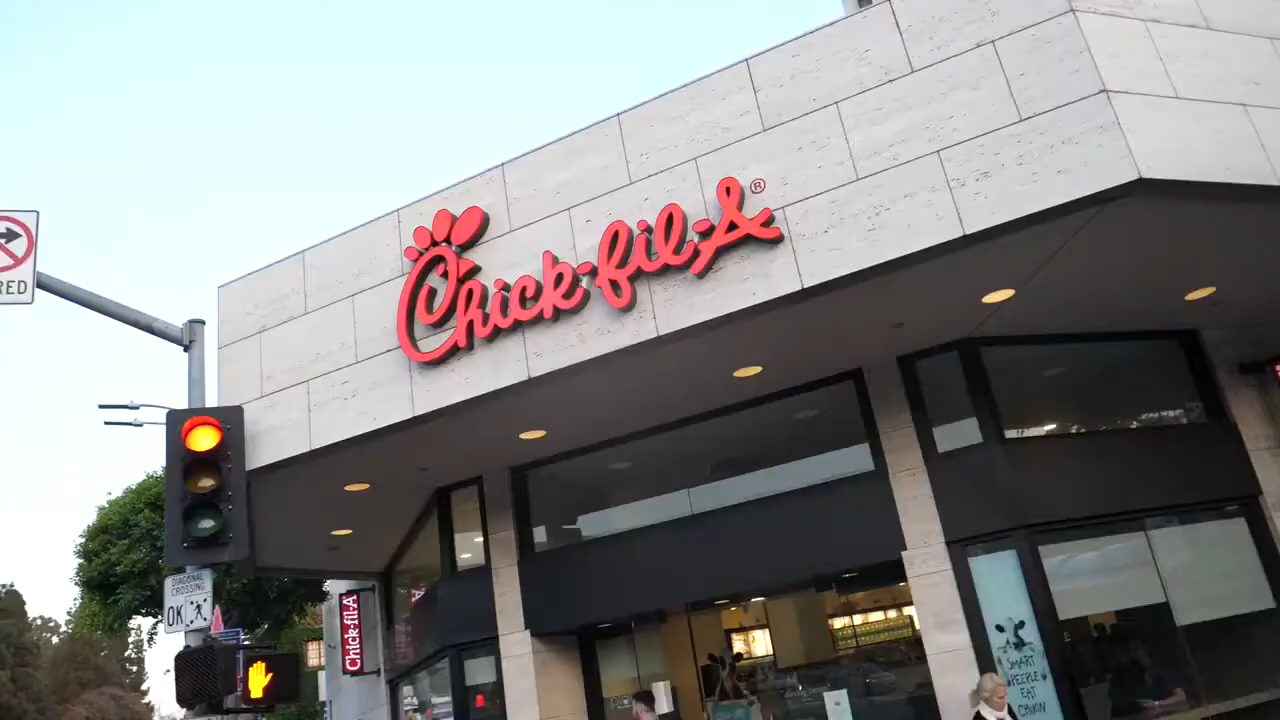 Chick-fil-A®
RED
DIAGONAL
CROSSING
OK
Chick-fil-A
SMART
PEEPLE
EAT
CHIKIN